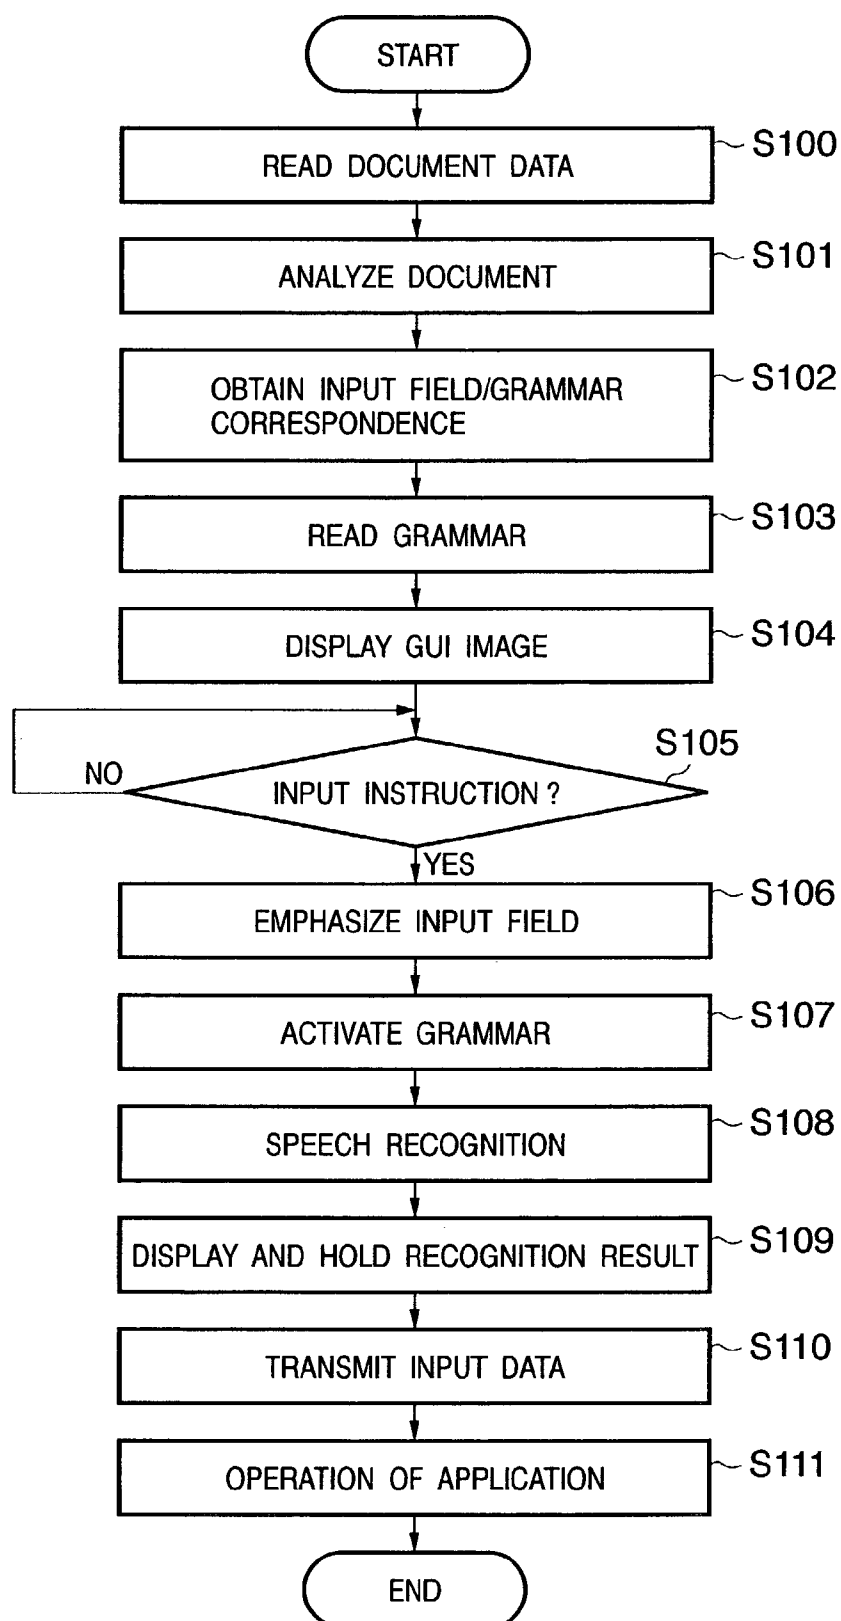 START
READ DOCUMENT DATA
S100
ANALYZE DOCUMENT
S101
OBTAIN INPUT FIELD/GRAMMAR
CORRESPONDENCE
S102
READ GRAMMAR
S103
DISPLAY GUI IMAGE
S104
S105
NO
INPUT INSTRUCTION ?
YES
EMPHASIZE INPUT FIELD
S106
ACTIVATE GRAMMAR
S107
SPEECH RECOGNITION
S108
DISPLAY AND HOLD RECOGNITION RESULT
S109
TRANSMIT INPUT DATA
S110
OPERATION OF APPLICATION
S111
END